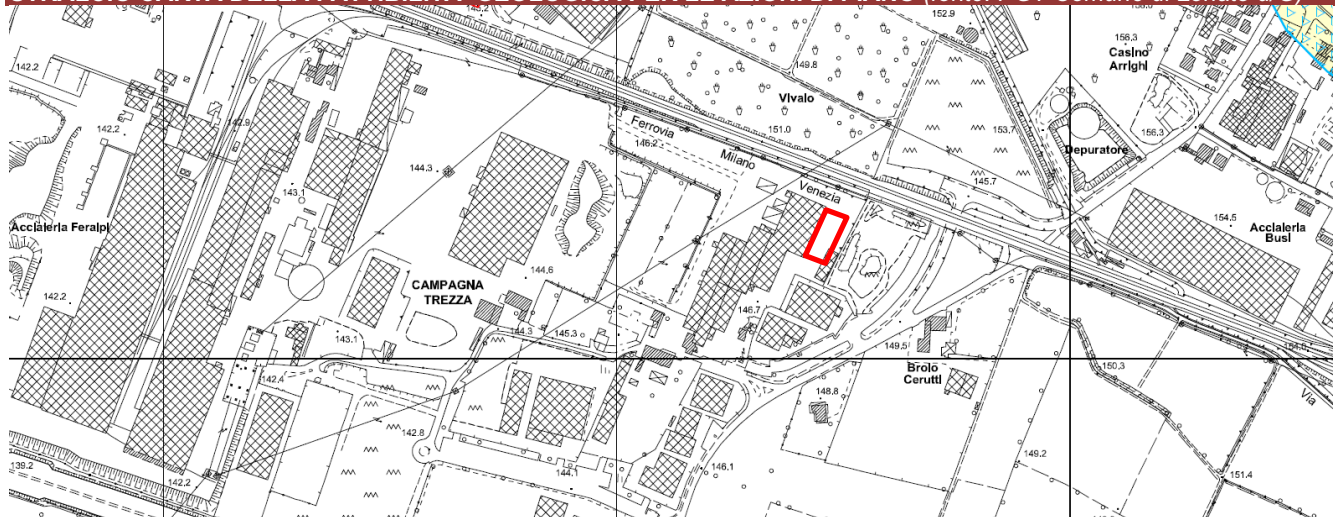 142.2
152.9
156,3
Casino
Arrighi
149.8
Vivaio
151.0
153,7
156,3
Depuratore
142.2
142.9
Ferrovia
146.2
Milano
Venezia
144.3
145.7
143.1
154.5
Acciaieria
Busi
Acciaieria Feralpi
144,6
CAMPAGNA
TREZZA
142.2
146.7
144.3
145.3
143.1
149.5
Brolo
Cerutti
150,3
142.4
148,8
Via
142.8
149.2
139.2
142.2
144.1
146,1
151.4